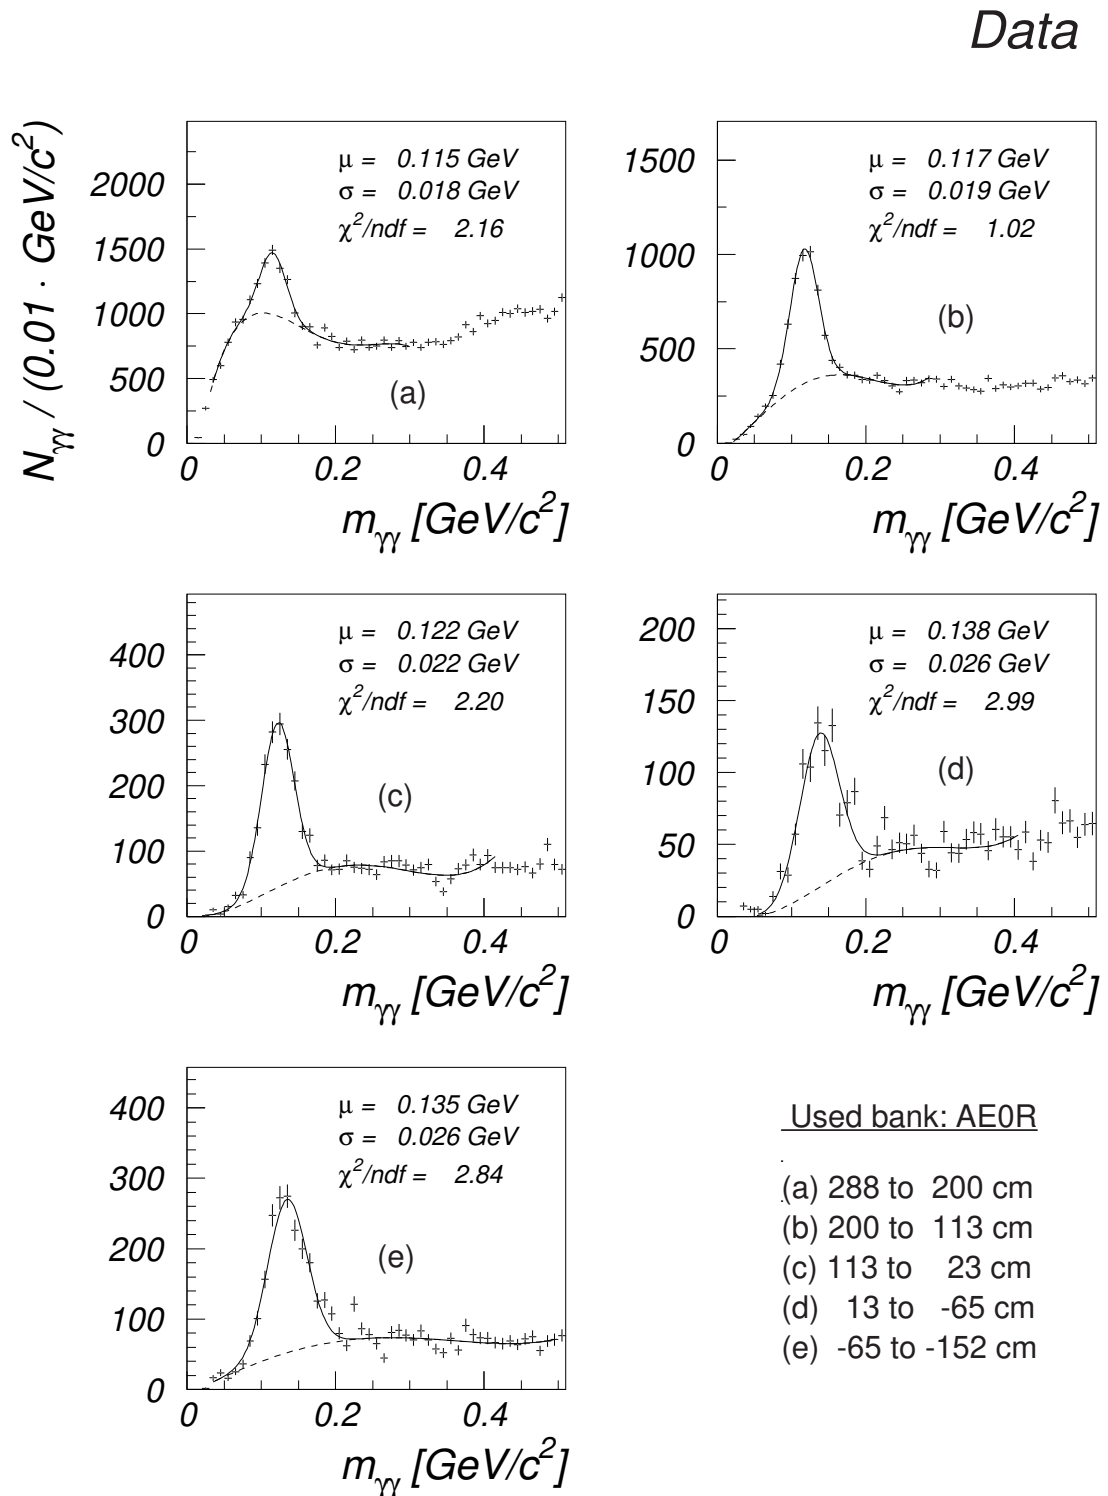 Data
N_γγ / (0.01 · GeV/c²)
μ = 0.115 GeV
σ = 0.018 GeV
χ²/ndf = 2.16
2000
1500
1000
500
0
(a)
0 0.2 0.4
m_γγ [GeV/c²]
μ = 0.117 GeV
σ = 0.019 GeV
χ²/ndf = 1.02
1500
1000
500
0
(b)
0 0.2 0.4
m_γγ [GeV/c²]
μ = 0.122 GeV
σ = 0.022 GeV
χ²/ndf = 2.20
400
300
200
100
0
(c)
0 0.2 0.4
m_γγ [GeV/c²]
μ = 0.138 GeV
σ = 0.026 GeV
χ²/ndf = 2.99
200
150
100
50
0
(d)
0 0.2 0.4
m_γγ [GeV/c²]
μ = 0.135 GeV
σ = 0.026 GeV
χ²/ndf = 2.84
400
300
200
100
0
(e)
0 0.2 0.4
m_γγ [GeV/c²]
Used bank: AE0R
(a) 288 to 200 cm
(b) 200 to 113 cm
(c) 113 to 23 cm
(d) 13 to -65 cm
(e) -65 to -152 cm